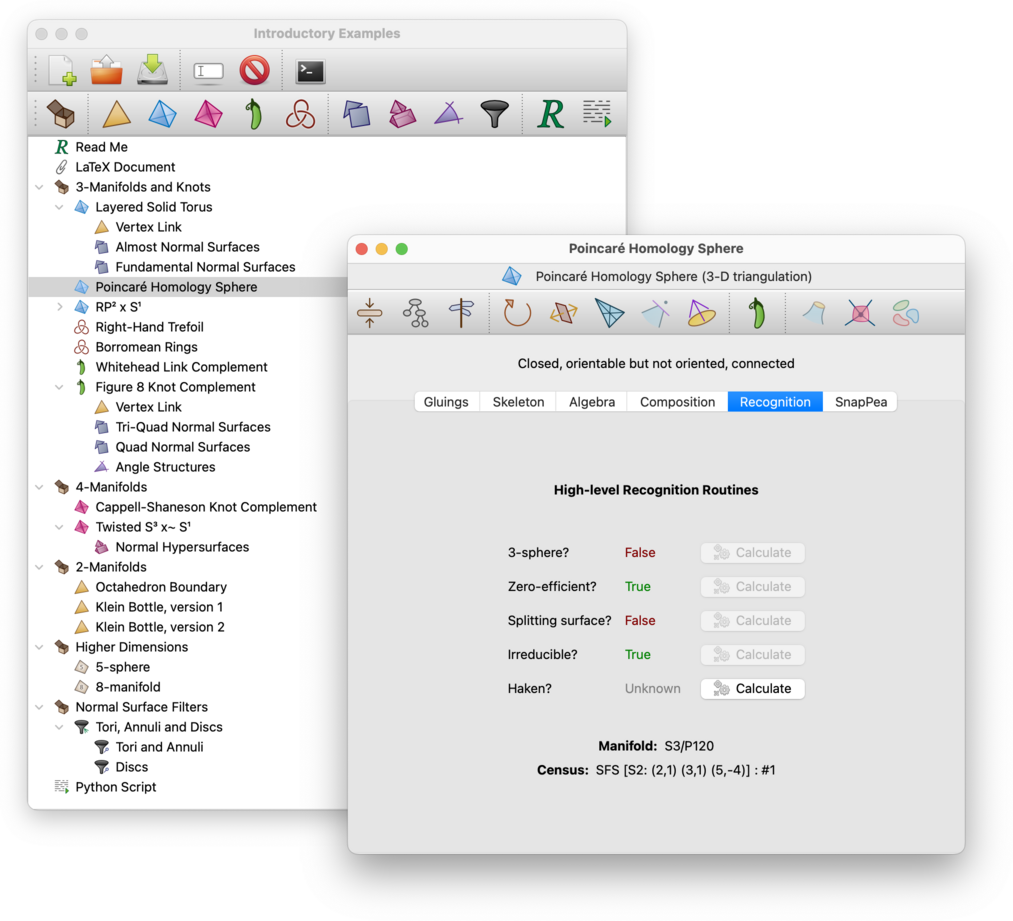 Introductory Examples
R
Read Me
LaTeX Document
3-Manifolds and Knots
Layered Solid Torus
Vertex Link
Almost Normal Surfaces
Fundamental Normal Surfaces
Poincaré Homology Sphere
RP² x S¹
Right-Hand Trefoil
Borromean Rings
Whitehead Link Complement
Figure 8 Knot Complement
Vertex Link
Tri-Quad Normal Surfaces
Quad Normal Surfaces
Angle Structures
4-Manifolds
Cappell-Shaneson Knot Complement
Twisted S³ x~ S¹
Normal Hypersurfaces
2-Manifolds
Octahedron Boundary
Klein Bottle, version 1
Klein Bottle, version 2
Higher Dimensions
5-sphere
8-manifold
Normal Surface Filters
Tori, Annuli and Discs
Tori and Annuli
Discs
Python Script
Poincaré Homology Sphere
Poincaré Homology Sphere (3-D triangulation)
Closed, orientable but not oriented, connected
Gluings Skeleton Algebra Composition Recognition SnapPea
High-level Recognition Routines
3-sphere? False Calculate
Zero-efficient? True Calculate
Splitting surface? False Calculate
Irreducible? True Calculate
Haken? Unknown Calculate
Manifold: S3/P120
Census: SFS [S2: (2,1) (3,1) (5,-4)] : #1